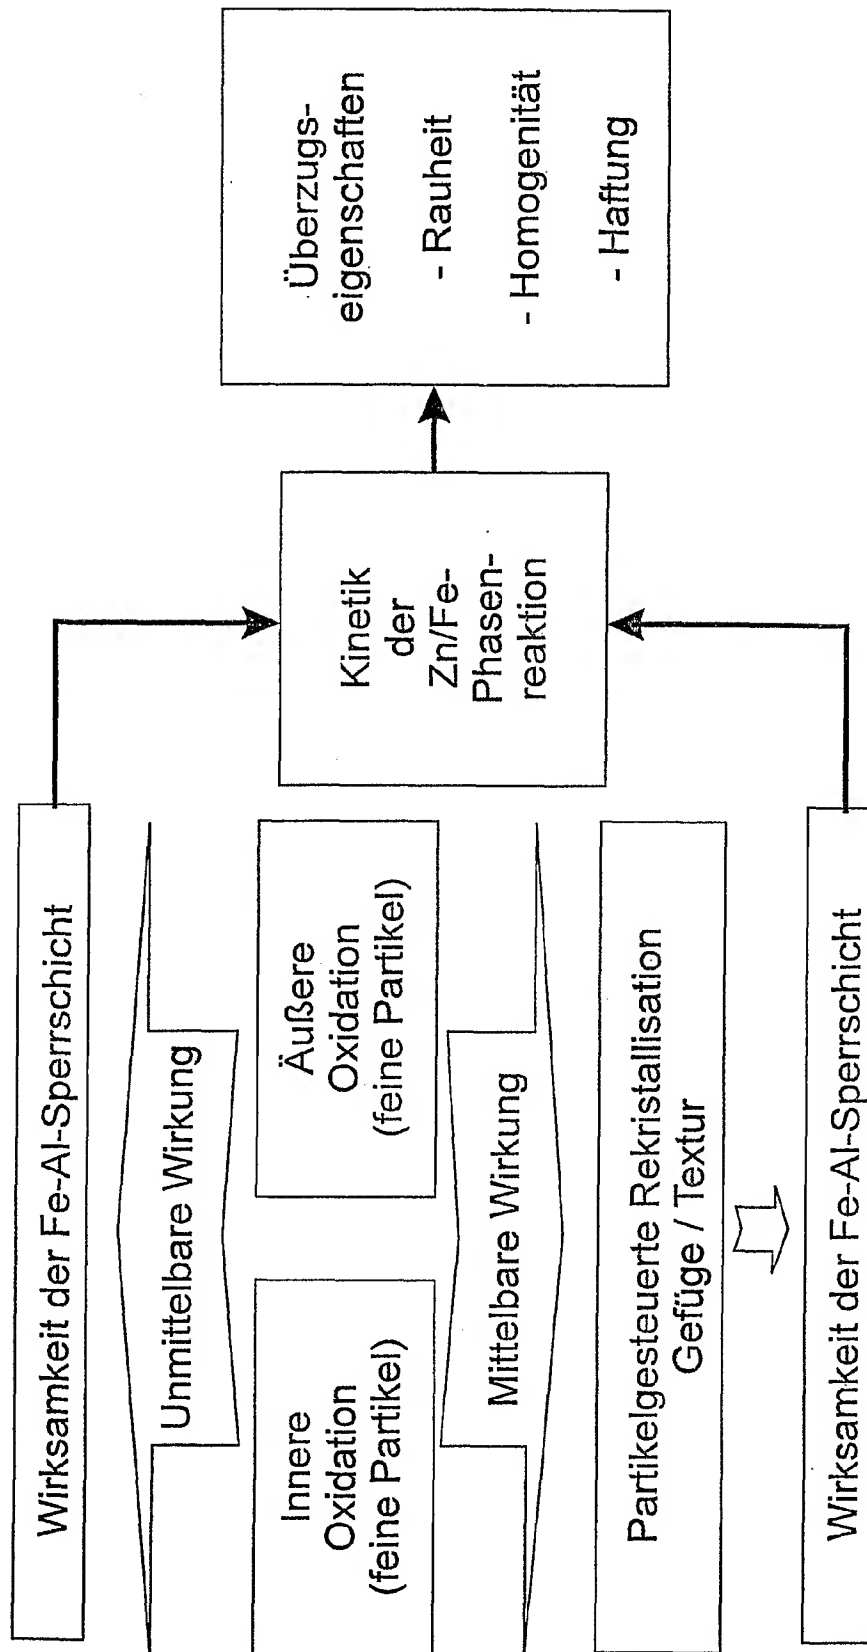 Wirksamkeit der Fe-Al-Sperrschicht
Unmittelbare Wirkung
Innere
Oxidation
(feine Partikel)
Äußere
Oxidation
(feine Partikel)
Mittelbare Wirkung
Partikelgesteuerte Rekristallisation
Gefüge / Textur
Wirksamkeit der Fe-Al-Sperrschicht
Kinetik
der
Zn/Fe-
Phasen-
reaktion
Überzugs-
eigenschaften
- Rauheit
- Homogenität
- Haftung